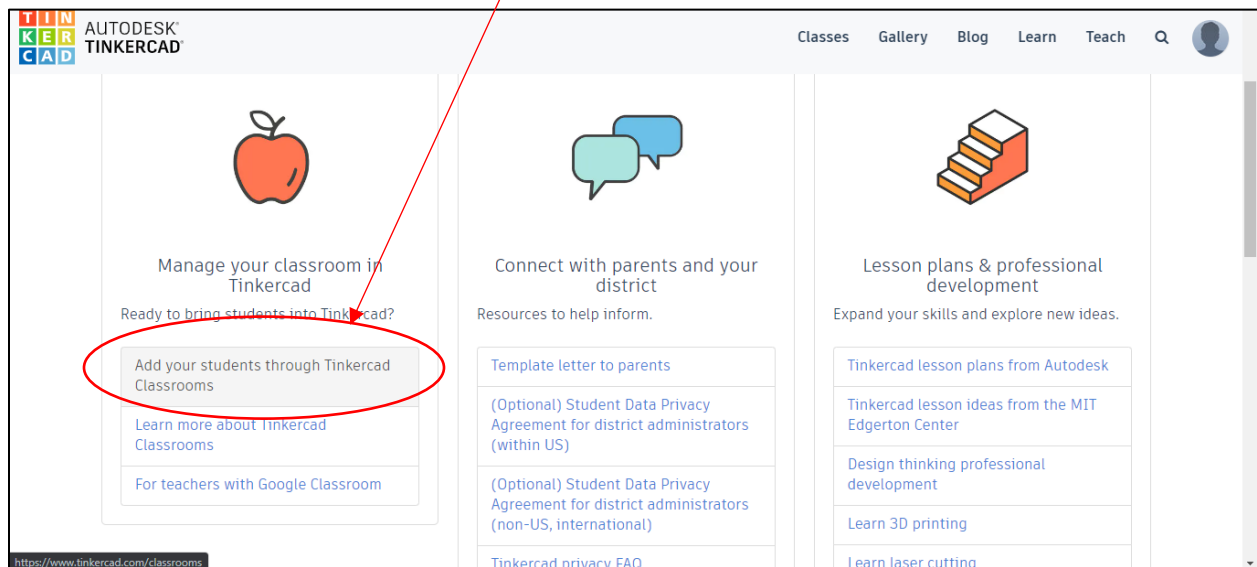 TIN
KER
CAD
AUTODESK®
TINKERCAD®
Classes Gallery Blog Learn Teach
Manage your classroom in
Tinkercad
Ready to bring students into Tinkercad?
Add your students through Tinkercad
Classrooms
Learn more about Tinkercad
Classrooms
For teachers with Google Classroom
Connect with parents and your
district
Resources to help inform.
Template letter to parents
(Optional) Student Data Privacy
Agreement for district administrators
(within US)
(Optional) Student Data Privacy
Agreement for district administrators
(non-US, international)
Tinkercad privacy FAQ
Lesson plans & professional
development
Expand your skills and explore new ideas.
Tinkercad lesson plans from Autodesk
Tinkercad lesson ideas from the MIT
Edgerton Center
Design thinking professional
development
Learn 3D printing
Learn laser cutting
https://www.tinkercad.com/classrooms